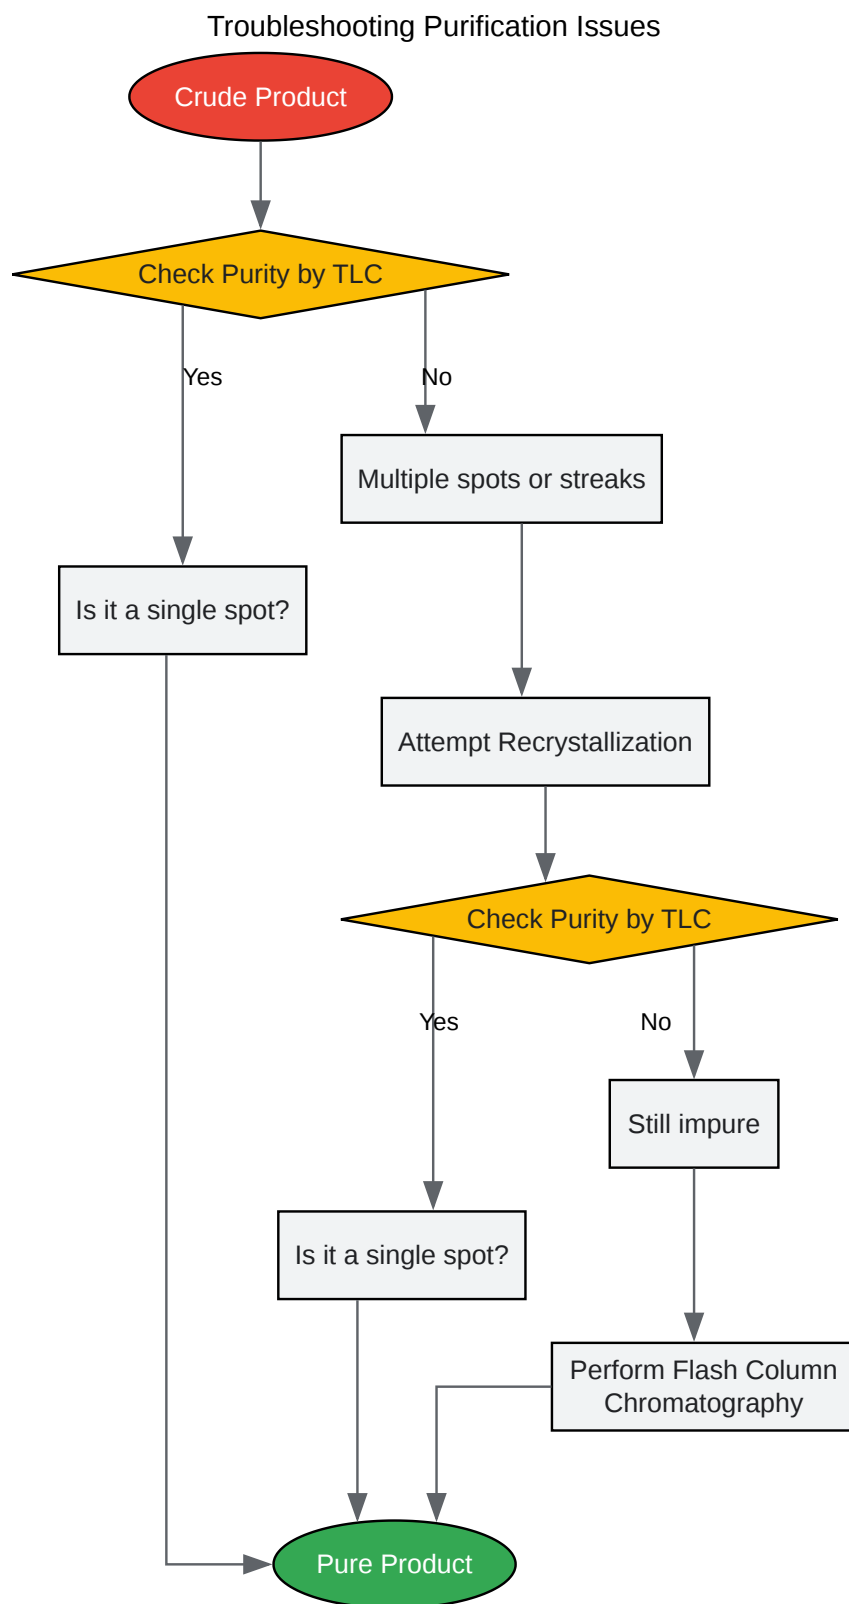 Troubleshooting Purification Issues
Crude Product
Check Purity by TLC
Yes
No
Multiple spots or streaks
Is it a single spot?
Attempt Recrystallization
Check Purity by TLC
Yes
No
Still impure
Is it a single spot?
Perform Flash Column
Chromatography
Pure Product